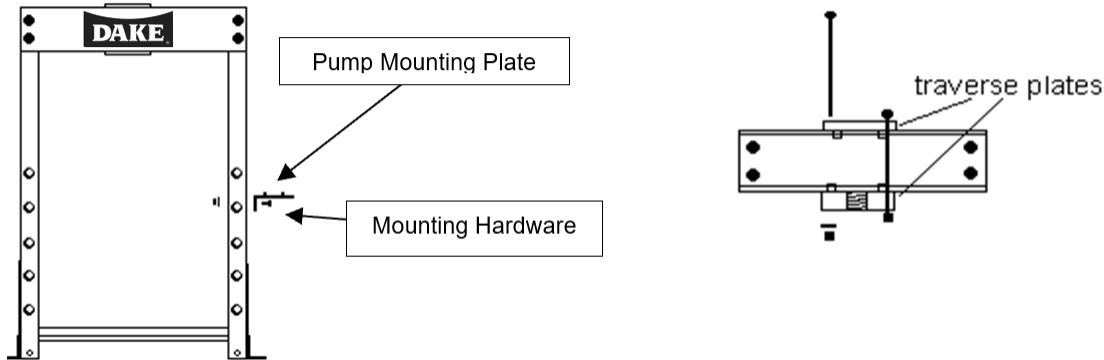 DAKE
Pump Mounting Plate
Mounting Hardware
traverse plates